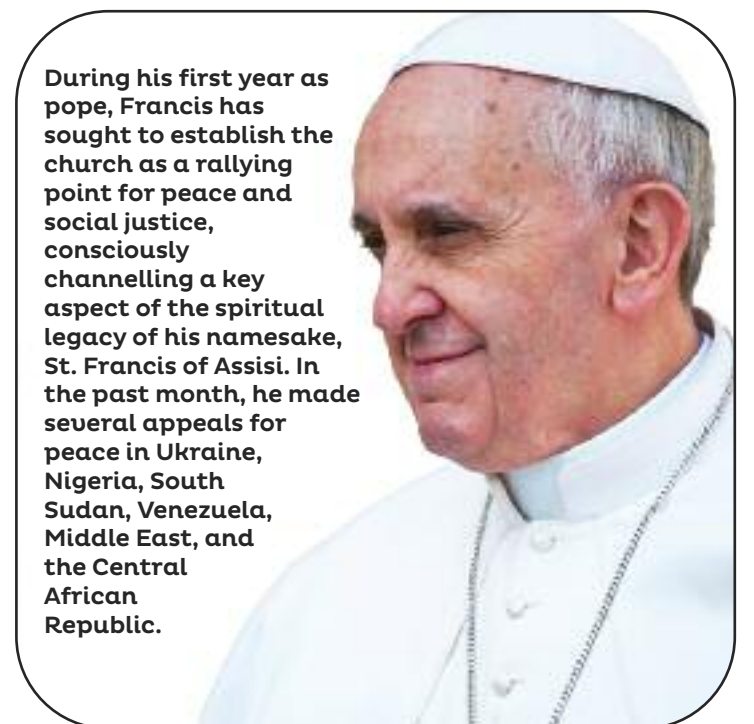 During his first year as
pope, Francis has
sought to establish the
church as a rallying
point for peace and
social justice,
consciously
channelling a key
aspect of the spiritual
legacy of his namesake,
St. Francis of Assisi. In
the past month, he made
several appeals for
peace in Ukraine,
Nigeria, South
Sudan, Venezuela,
Middle East, and
the Central
African
Republic.